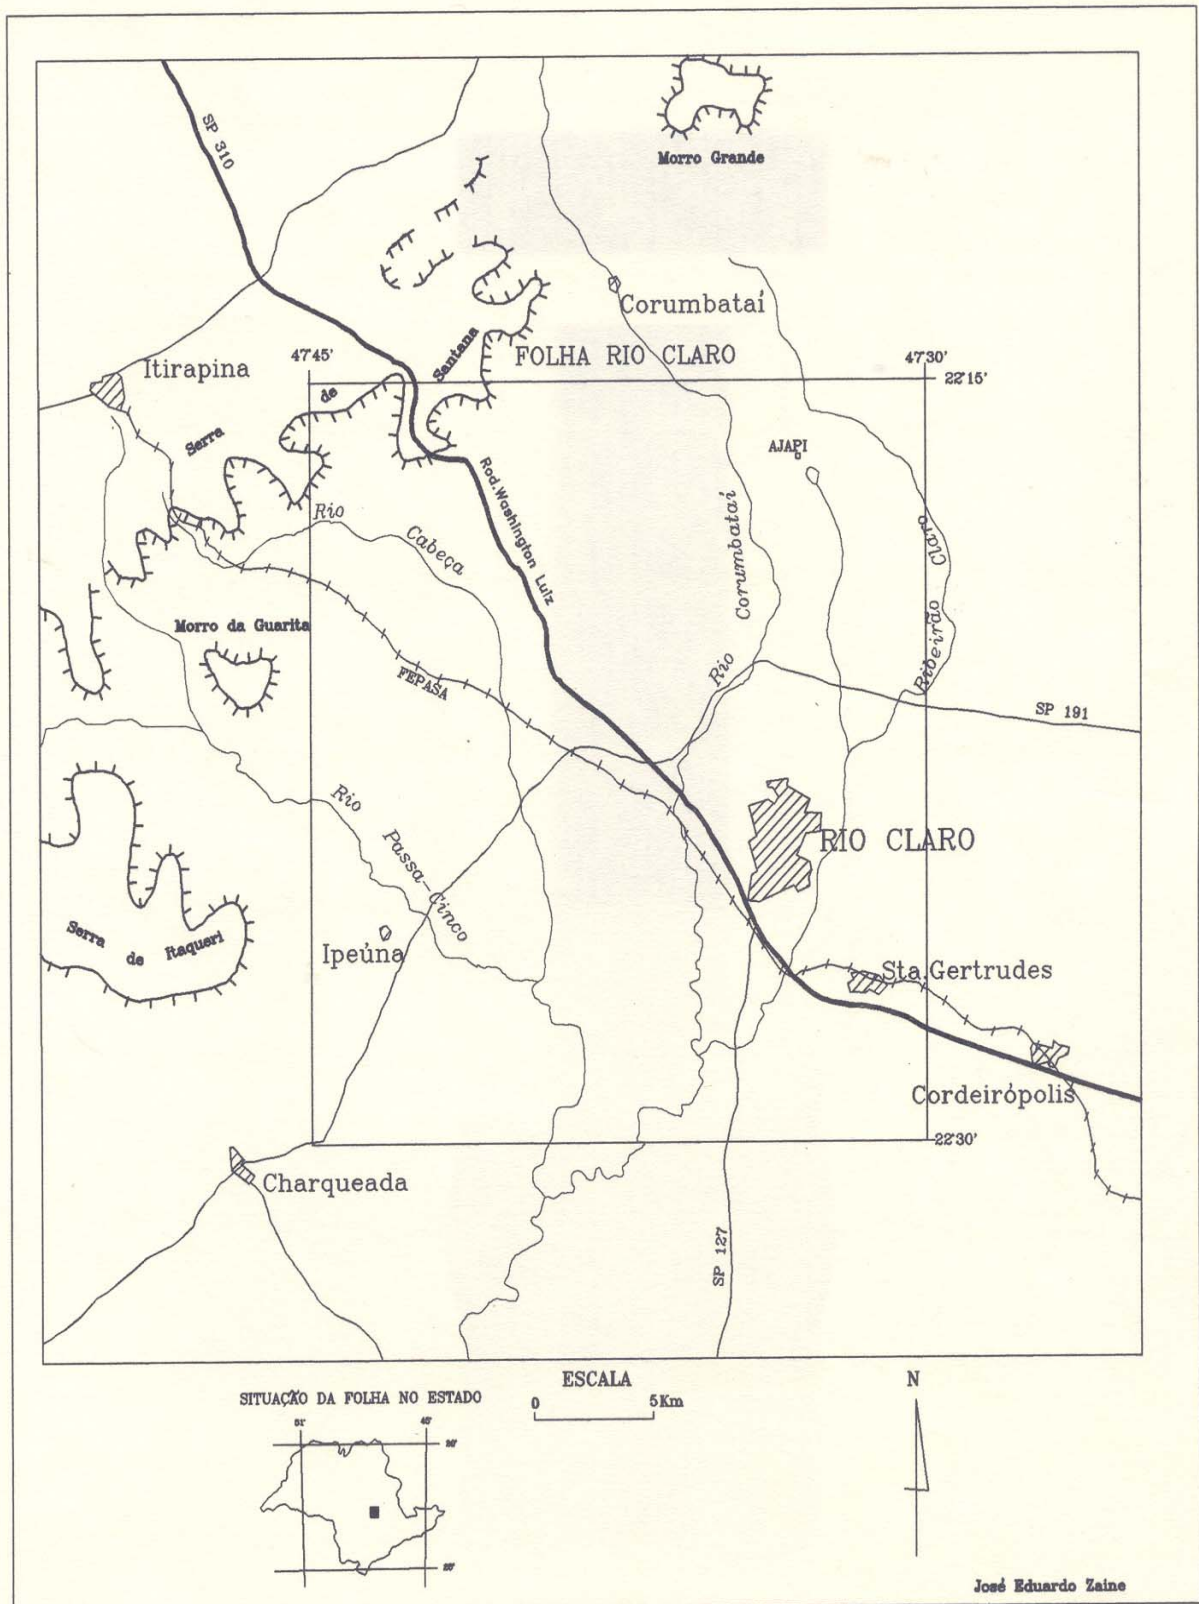 SP 310
Morro Grande
Corumbataí
Santana
FOLHA RIO CLARO
47°45'
47°30'
22°15'
Itirapina
de
Serra
AJAPI
Rod.Washington Luiz
Rio
Cabeça
Corumbataí
Rio
Ribeirão Claro
Morro da Guarita
FEPASA
SP 191
Rio
Passa-Cinco
RIO CLARO
Serra
de
Itaqueri
Ipeúna
Sta.Gertrudes
Cordeirópolis
22°30'
Charqueada
SP 127
ESCALA
0 5Km
N
SITUAÇÃO DA FOLHA NO ESTADO
José Eduardo Zaine